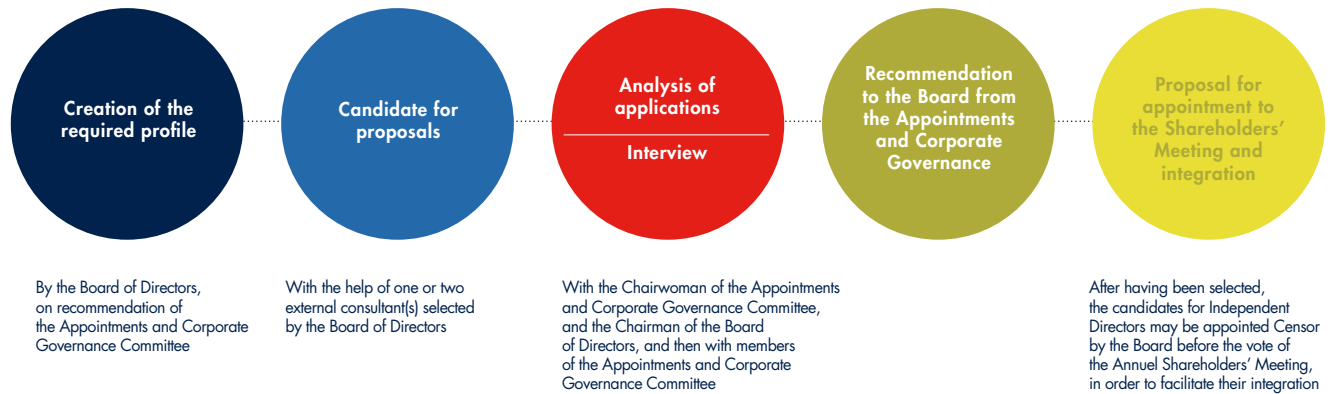 Creation of the
required profile
Candidate for
proposals
Analysis of
applications
Interview
Recommendation
to the Board from
the Appointments
and Corporate
Governance
Proposal for
appointment to
the Shareholders’
Meeting and
integration
By the Board of Directors,
on recommendation of
the Appointments and Corporate
Governance Committee
With the help of one or two
external consultant(s) selected
by the Board of Directors
With the Chairwoman of the Appointments
and Corporate Governance Committee,
and the Chairman of the Board
of Directors, and then with members
of the Appointments and Corporate
Governance Committee
After having been selected,
the candidates for Independent
Directors may be appointed Censor
by the Board before the vote of
the Annuel Shareholders’ Meeting,
in order to facilitate their integration